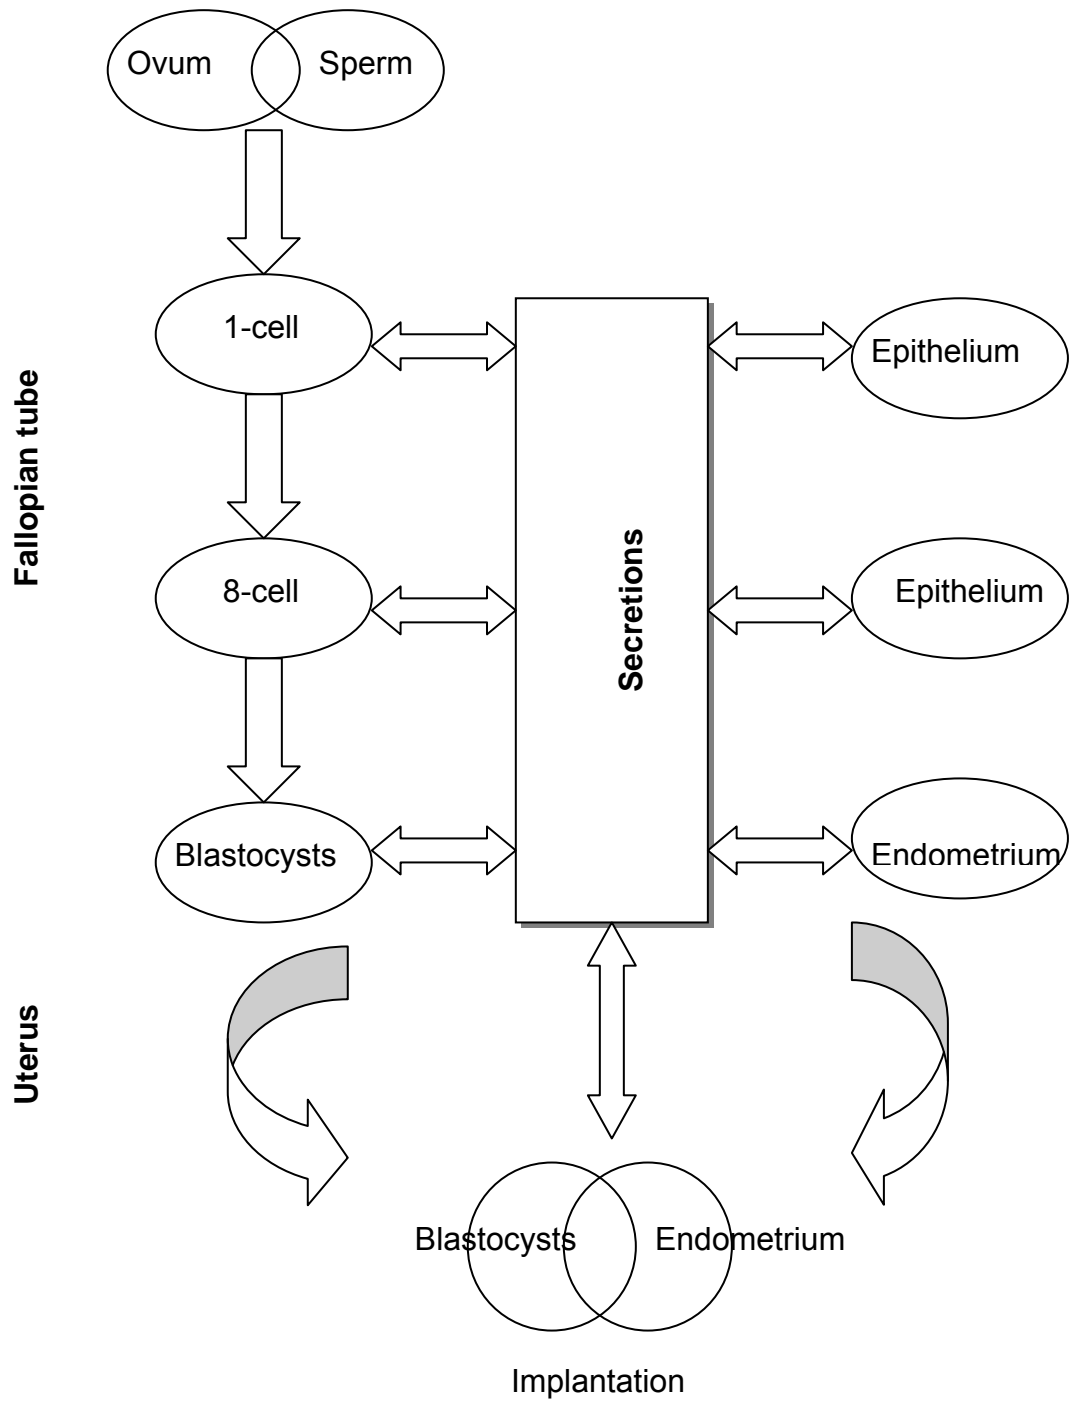 Ovum
Sperm
Fallopian tube
1-cell
Epithelium
8-cell
Secretions
Epithelium
Blastocysts
Endometrium
Uterus
Blastocysts
Endometrium
Implantation